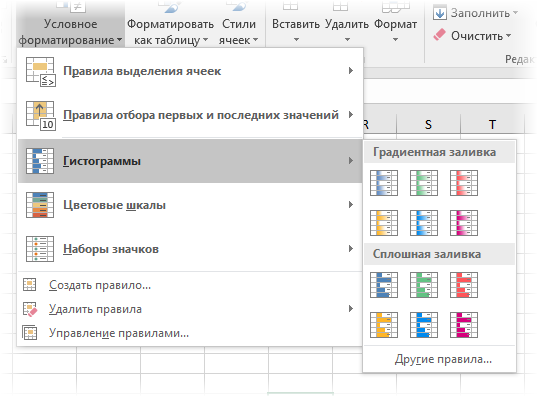 Условное форматирование
Форматировать как таблицу
Стили ячеек
Вставить
Удалить
Формат
Заполнить
Очистить
Правила выделения ячеек
Правила отбора первых и последних значений
10
Гистограммы
Цветовые шкалы
Наборы значков
Создать правило...
Удалить правила
Управление правилами...
R
S
T
Градиентная заливка
Сплошная заливка
Другие правила...